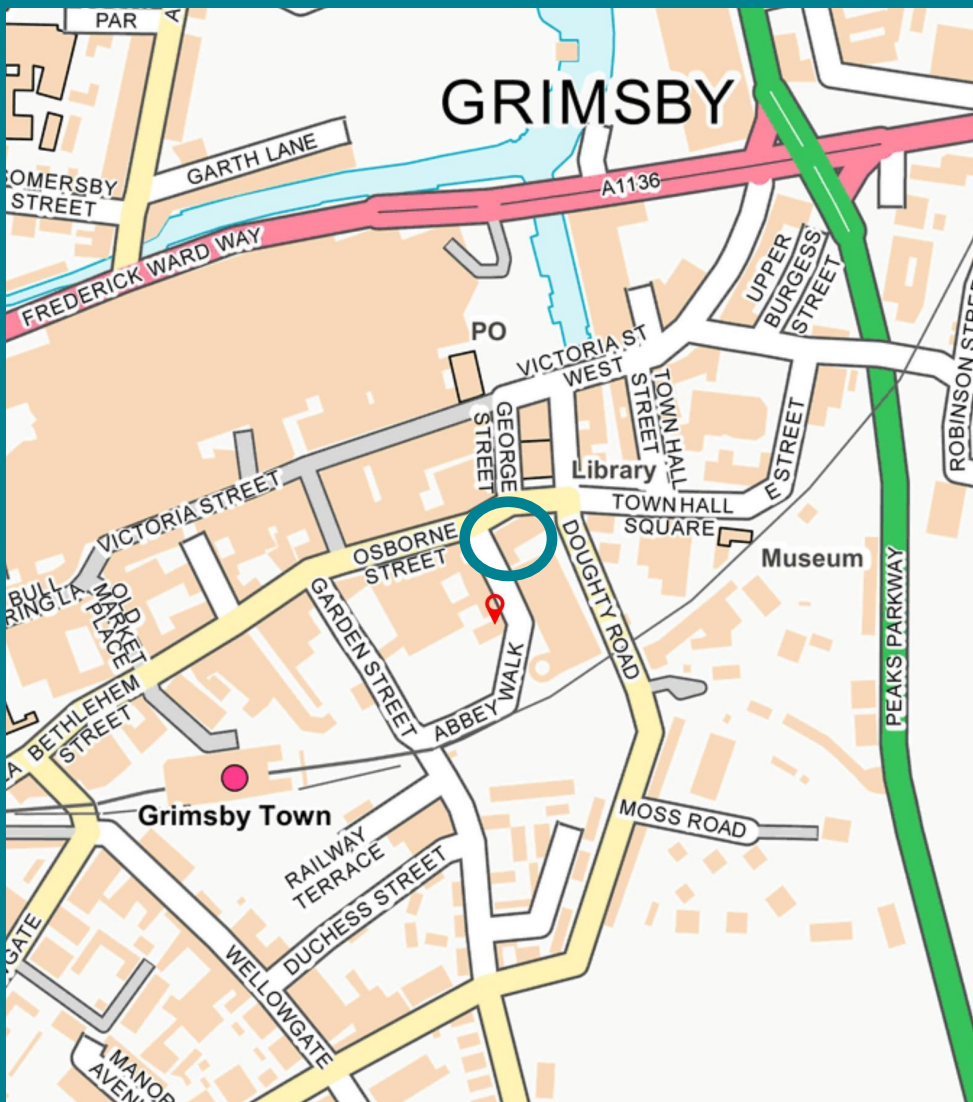 PAR
A
GRIMSBY
GARTH LANE
SOMERSBY
STREET
A1136
FREDERICK WARD WAY
UPPER
BURGESS
STREET
PO
VICTORIA ST
WEST
ROBINSON STREET
TOWN HALL
STREET
GEORGE
STREET
E STREET
Library
VICTORIA STREET
TOWN HALL
SQUARE
OSBORNE
STREET
DOUGHTY ROAD
Museum
BULL
RING LA
OLD
MARKET
PLACE
GARDEN STREET
PEAKS PARKWAY
ABBEY WALK
BETHLEHEM
STREET
Grimsby Town
MOSS ROAD
RAILWAY
TERRACE
DUCHESS STREET
WELLOWGATE
GATE
MANOR
AVEN